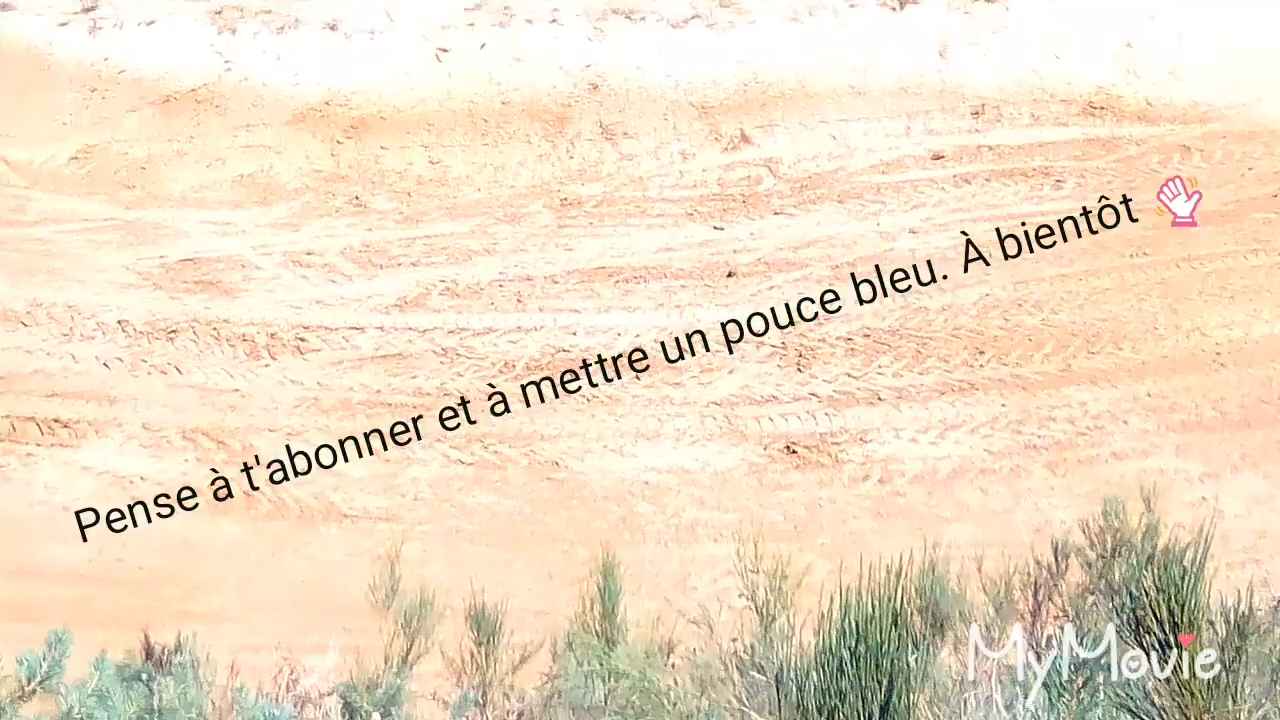 Pense à t'abonner et à mettre un pouce bleu. À bientôt 👋
MyMovie